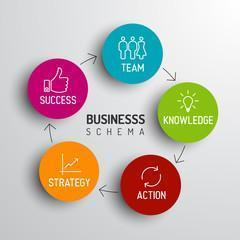 TEAM
SUCCESS
KNOWLEDGE
BUSINESSS
SCHEMA
STRATEGY
ACTION